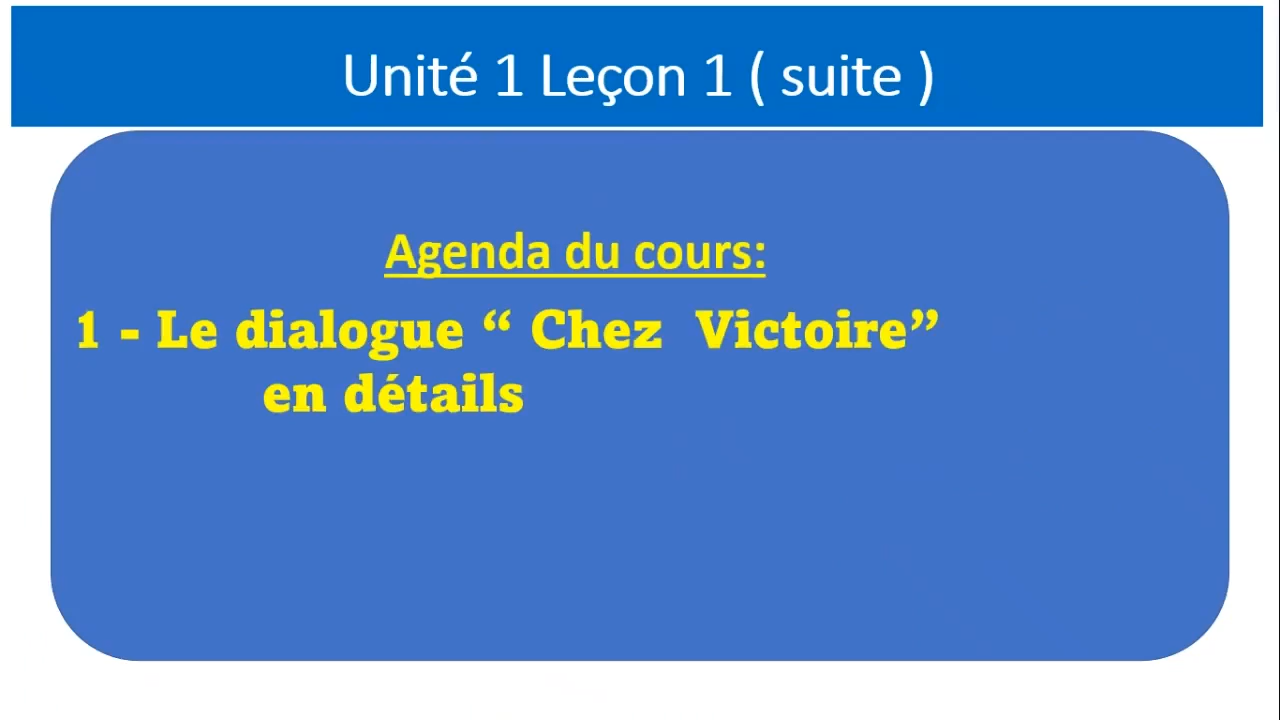 Unité 1 Leçon 1 ( suite )
Agenda du cours:
1 - Le dialogue “ Chez Victoire”
en détails